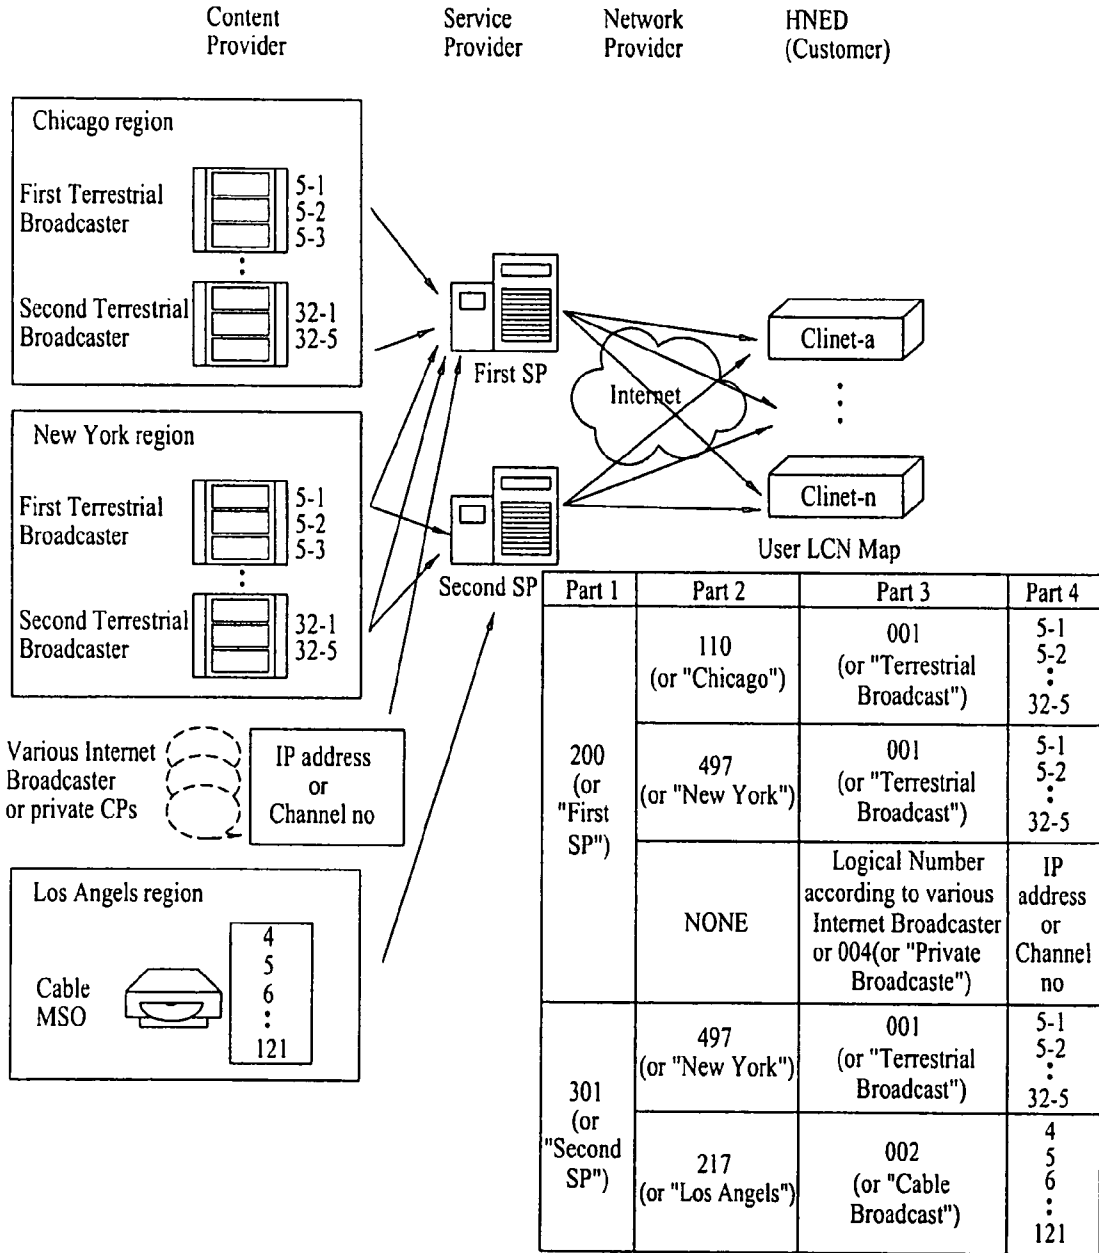 Content
Provider
Service
Provider
Network
Provider
HNED
(Customer)
Chicago region
First Terrestrial
Broadcaster
5-1
5-2
5-3
Second Terrestrial
Broadcaster
32-1
32-5
First SP
Internet
Clinet-a
Clinet-n
New York region
First Terrestrial
Broadcaster
5-1
5-2
5-3
Second Terrestrial
Broadcaster
32-1
32-5
Second SP
Various Internet
Broadcaster
or private CPs
IP address
or
Channel no
Los Angels region
Cable
MSO
4
5
6
121
User LCN Map
Part 1
Part 2
Part 3
Part 4
200
(or
"First
SP")
110
(or "Chicago")
001
(or "Terrestrial
Broadcast")
5-1
5-2
32-5
497
(or "New York")
001
(or "Terrestrial
Broadcast")
5-1
5-2
32-5
NONE
Logical Number
according to various
Internet Broadcaster
or 004(or "Private
Broadcaste")
IP
address
or
Channel
no
301
(or
"Second
SP")
497
(or "New York")
001
(or "Terrestrial
Broadcast")
5-1
5-2
32-5
217
(or "Los Angels")
002
(or "Cable
Broadcast")
4
5
6
121